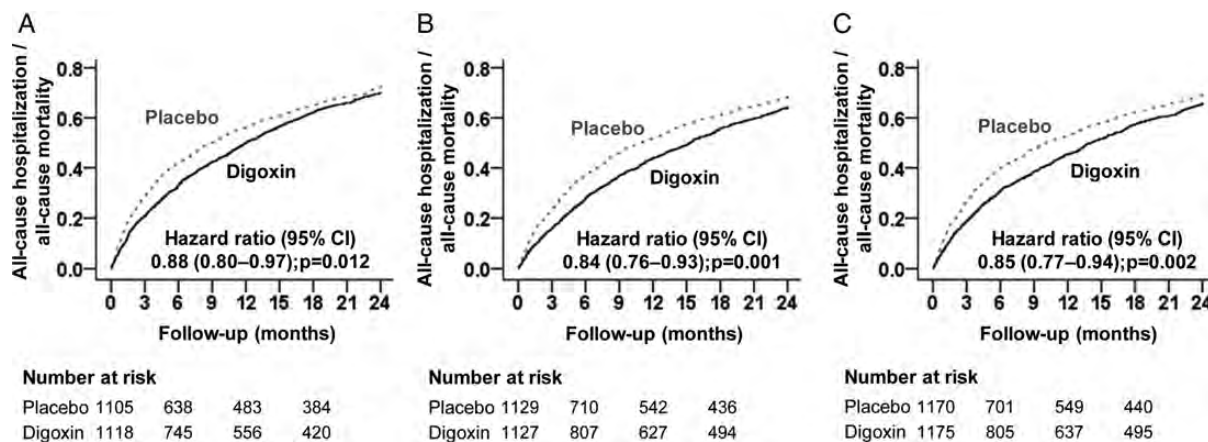 A
All-cause hospitalization /
all-cause mortality
0.8
0.6
0.4
0.2
0.0
Placebo
Digoxin
Hazard ratio (95% CI)
0.88 (0.80–0.97);p=0.012
0 3 6 9 12 15 18 21 24
Follow-up (months)
Number at risk
Placebo 1105 638 483 384
Digoxin 1118 745 556 420
B
All-cause hospitalization /
all-cause mortality
0.8
0.6
0.4
0.2
0.0
Placebo
Digoxin
Hazard ratio (95% CI)
0.84 (0.76–0.93);p=0.001
0 3 6 9 12 15 18 21 24
Follow-up (months)
Number at risk
Placebo 1129 710 542 436
Digoxin 1127 807 627 494
C
All-cause hospitalization /
all-cause mortality
0.8
0.6
0.4
0.2
0.0
Placebo
Digoxin
Hazard ratio (95% CI)
0.85 (0.77–0.94);p=0.002
0 3 6 9 12 15 18 21 24
Follow-up (months)
Number at risk
Placebo 1170 701 549 440
Digoxin 1175 805 637 495